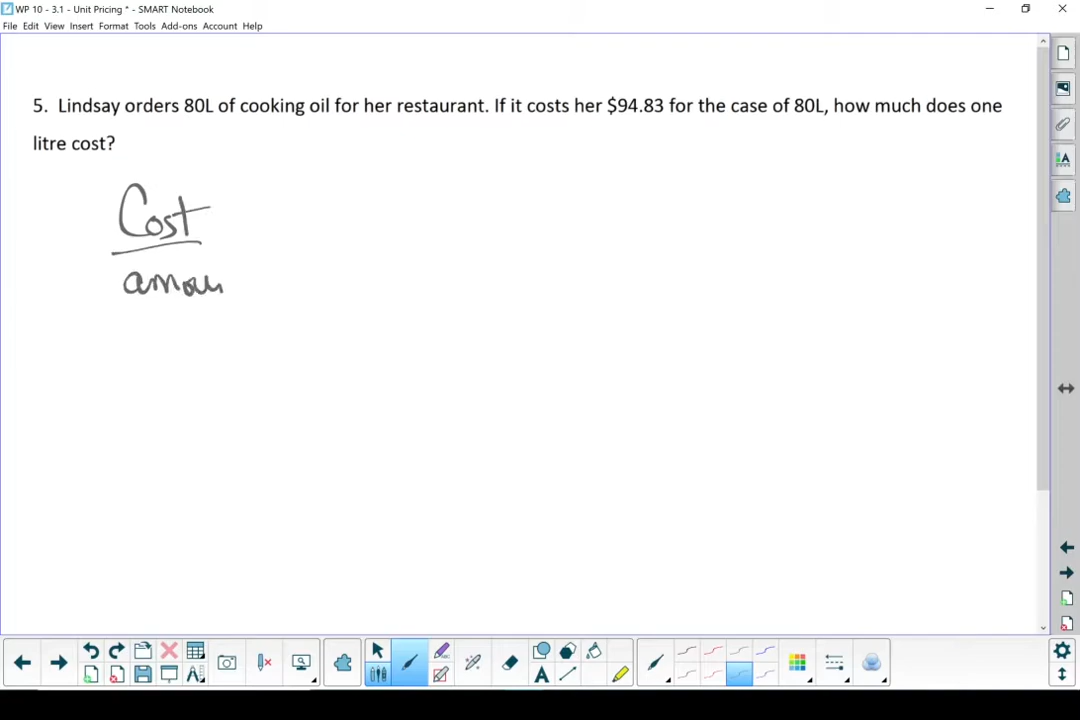 WP 10 - 3.1 - Unit Pricing * - SMART Notebook
File Edit View Insert Format Tools Add-ons Account Help
5. Lindsay orders 80L of cooking oil for her restaurant. If it costs her $94.83 for the case of 80L, how much does one
litre cost?
Cost
amou